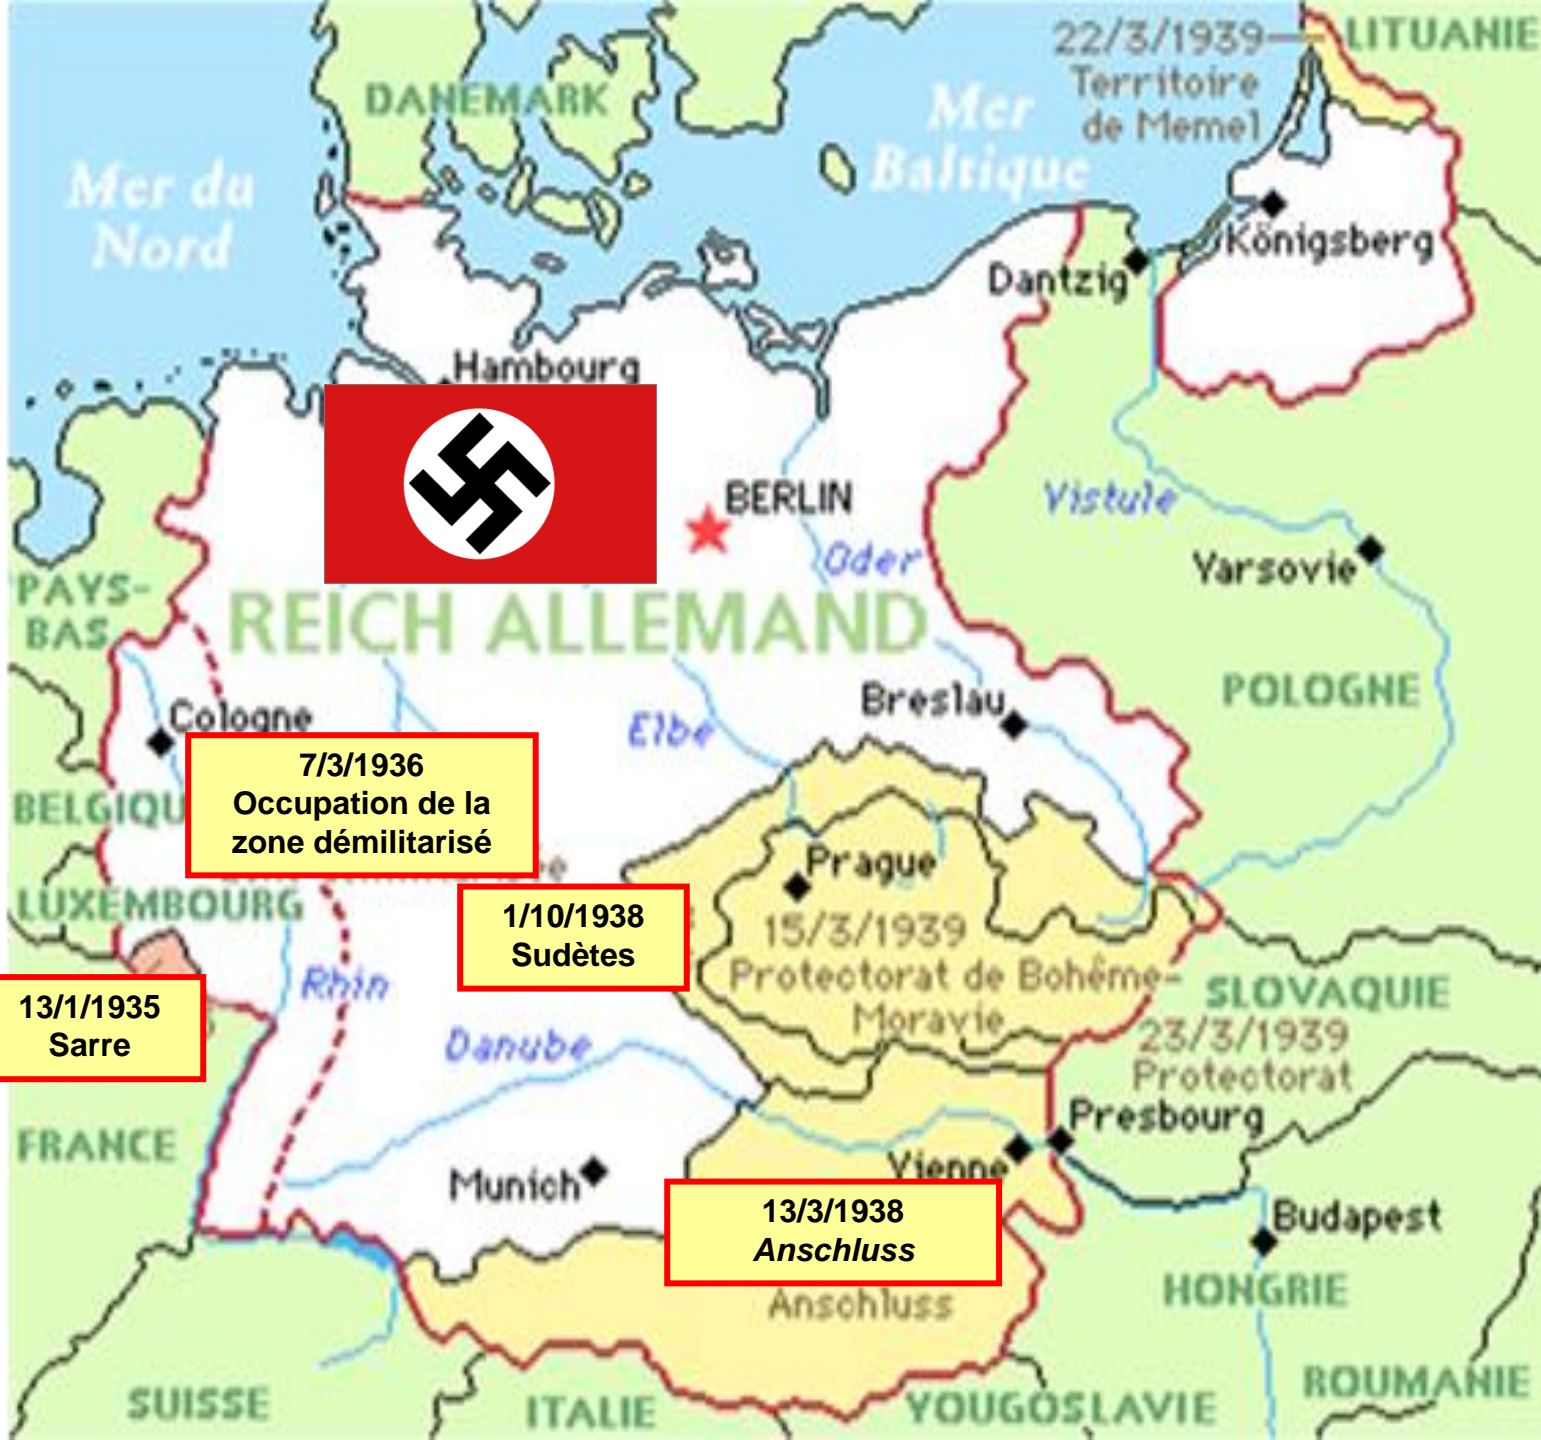 22/3/1939
Territoire
de Memel
LITUANIE
DANEMARK
Mer
Baltique
Mer du
Nord
Königsberg
Dantzig
Hambourg
BERLIN
Vistule
Oder
Varsovie
PAYS-
BAS
REICH ALLEMAND
POLOGNE
Breslau
Cologne
Elbe
7/3/1936
Occupation de la
zone démilitarisé
BELGIQU
Prague
LUXEMBOURG
1/10/1938
Sudètes
15/3/1939
Protectorat de Bohême-
Moravie
SLOVAQUIE
23/3/1939
Protectorat
Rhin
13/1/1935
Sarre
Danube
Presbourg
FRANCE
Vienne
Munich
13/3/1938
Anschluss
Budapest
HONGRIE
Anschluss
ROUMANIE
SUISSE
ITALIE
YOUGOSLAVIE